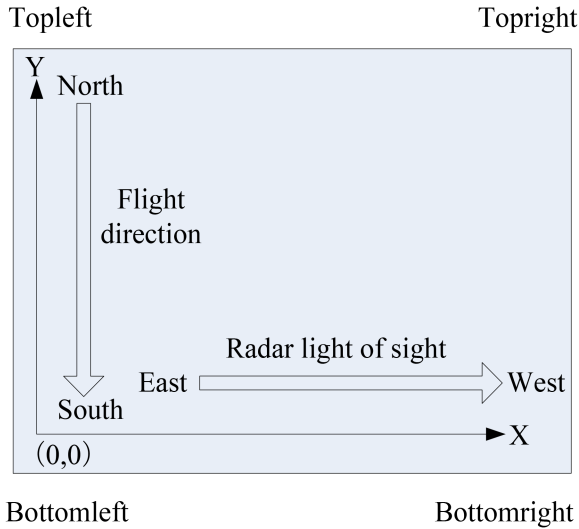 Topleft Topright
Y
North
Flight
direction
Radar light of sight
East West
South
X
(0,0)
Bottomleft Bottomright